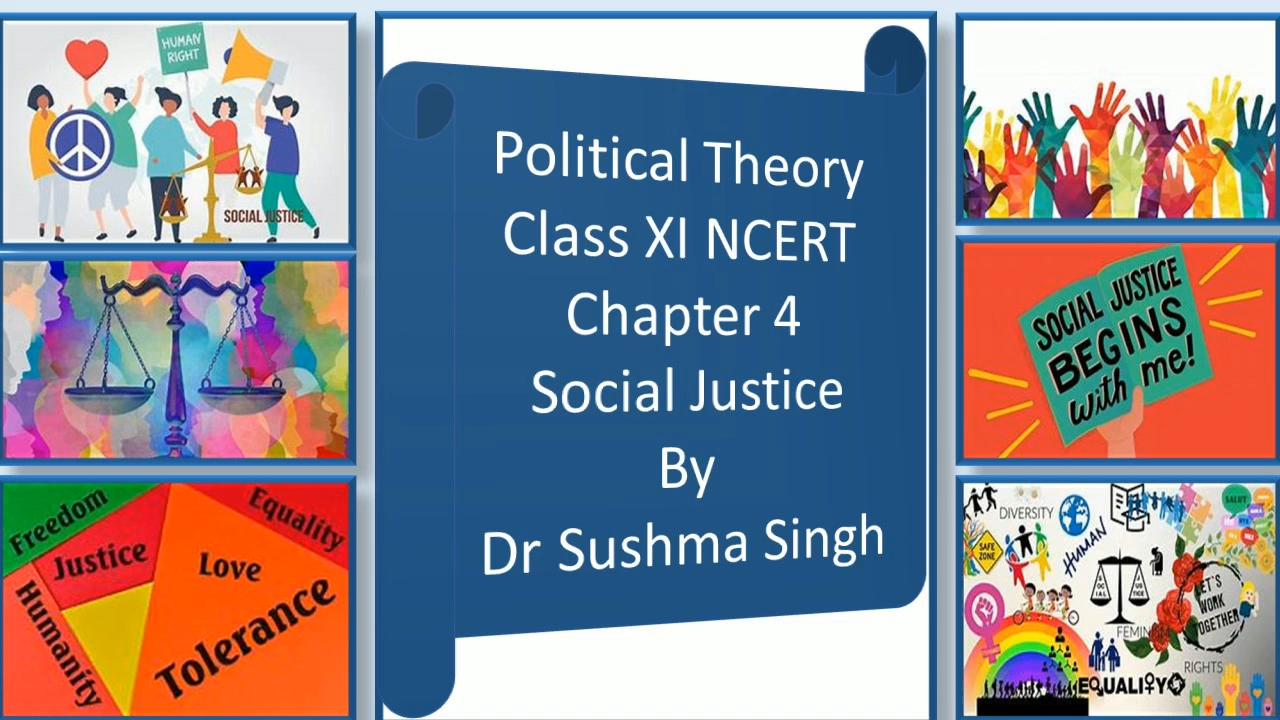 HUMAN
RIGHT
SOCIAL JUSTICE
Freedom
Equality
Justice
Love
Humanity
Tolerance
Political Theory
Class XI NCERT
Chapter 4
Social Justice
By
Dr Sushma Singh
SOCIAL JUSTICE
BEGINS
with me!
DIVERSITY
SAFE
ZONE
HUMAN
SALUT
LET'S
WORK
TOGETHER
RIGHTS